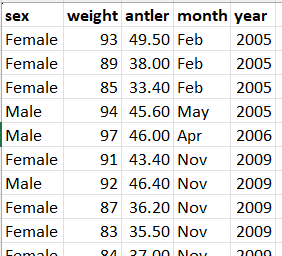 sex weight antler month year
Female 93 49.50 Feb 2005
Female 89 38.00 Feb 2005
Female 85 33.40 Feb 2005
Male 94 45.60 May 2005
Male 97 46.00 Apr 2006
Female 91 43.40 Nov 2009
Male 92 46.40 Nov 2009
Female 87 36.20 Nov 2009
Female 83 35.50 Nov 2009
Female 84 37.00 Nov 2009